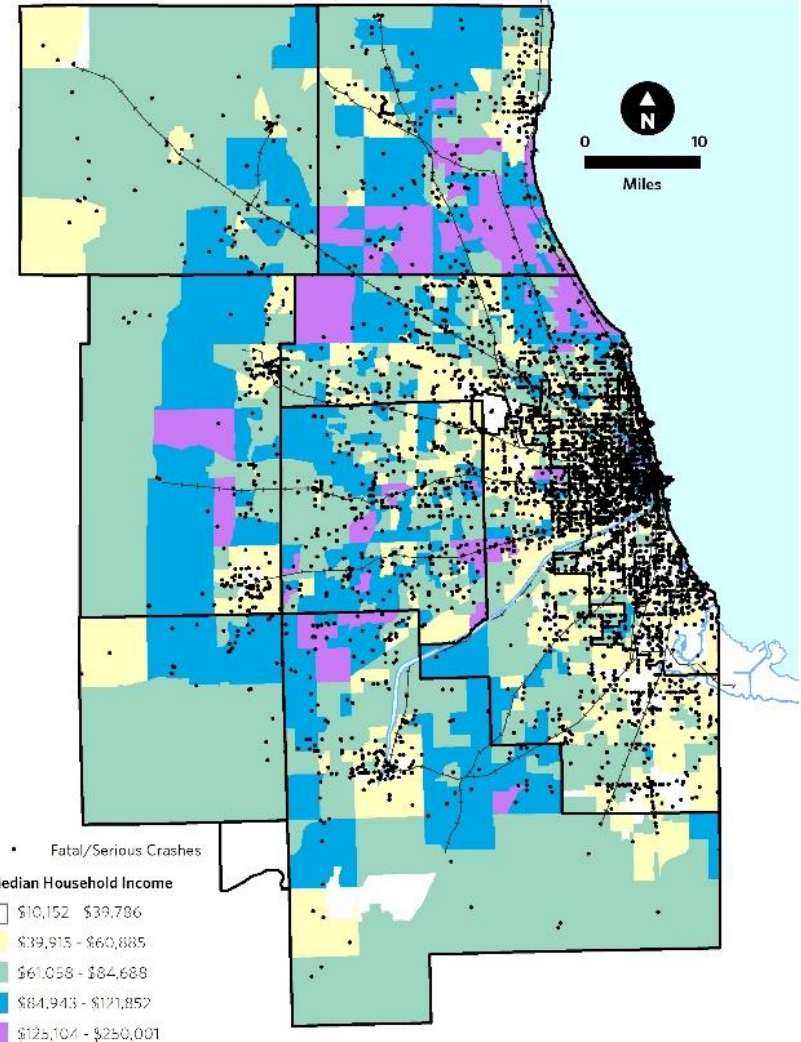 N
0 10
Miles
Fatal/Serious Crashes
Median Household Income
$10,152 - $39,786
$39,915 - $60,885
$61,058 - $84,688
$84,943 - $121,852
$125,104 - $250,001